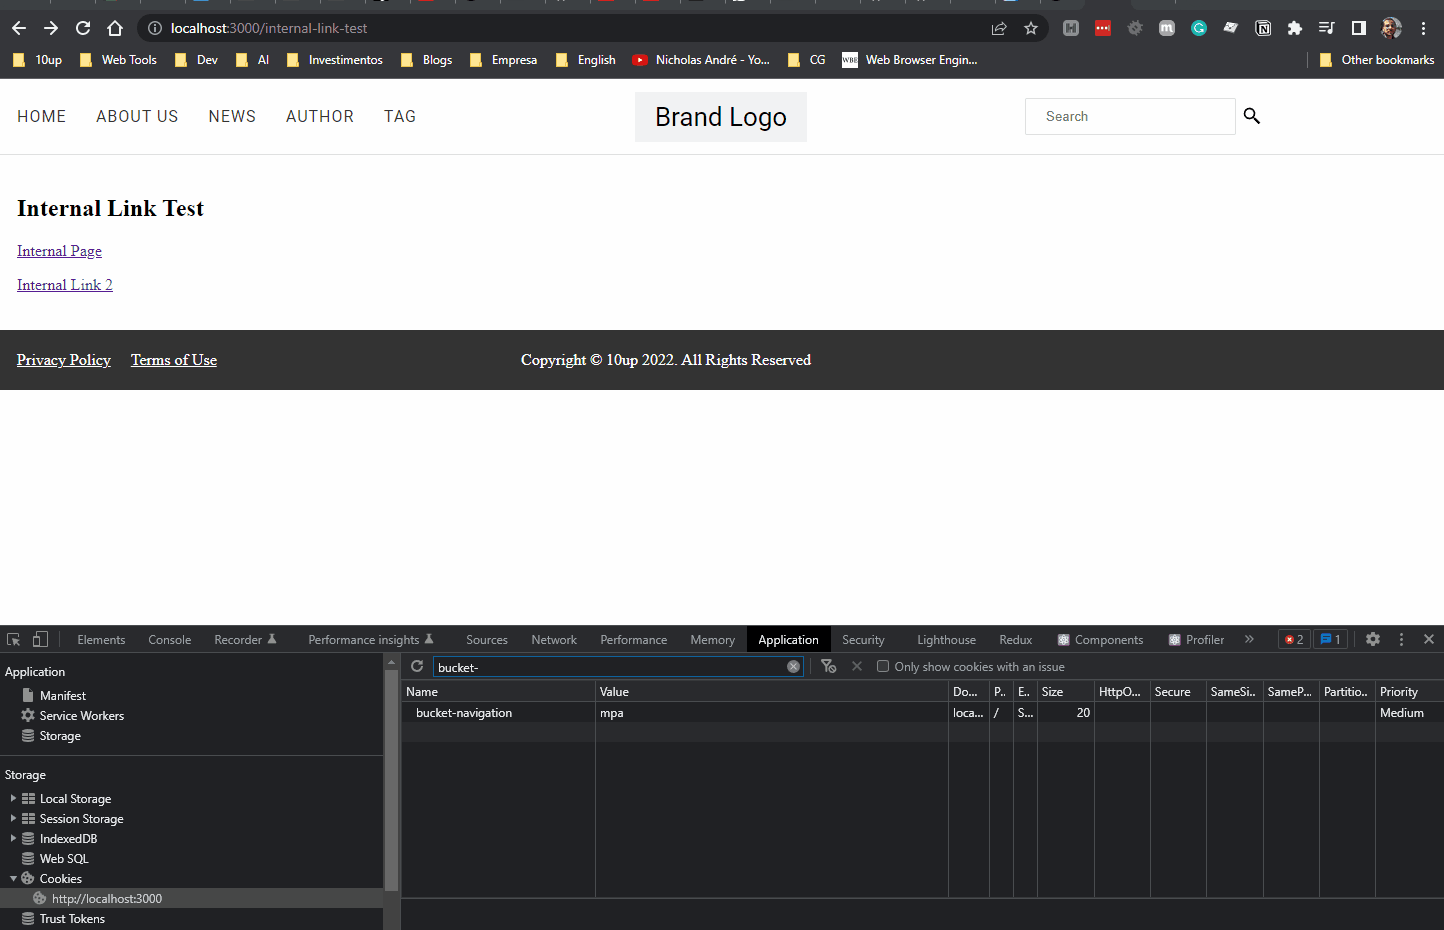 localhost:3000/internal-link-test
10up Web Tools Dev AI Investimentos Blogs Empresa English Nicholas André - Yo... CG WBE Web Browser Engin... Other bookmarks
HOME ABOUT US NEWS AUTHOR TAG Brand Logo Search
Internal Link Test
Internal Page
Internal Link 2
Privacy Policy Terms of Use Copyright © 10up 2022. All Rights Reserved
Elements Console Recorder Performance insights Sources Network Performance Memory Application Security Lighthouse Redux Components Profiler » 2 1
Application
Manifest
Service Workers
Storage
Storage
Local Storage
Session Storage
IndexedDB
Web SQL
Cookies
http://localhost:3000
Trust Tokens
bucket- Only show cookies with an issue
Name Value Do... P.. E.. Size HttpO... Secure SameSi... SameP... Partitio... Priority
bucket-navigation mpa loca... / S... 20 Medium